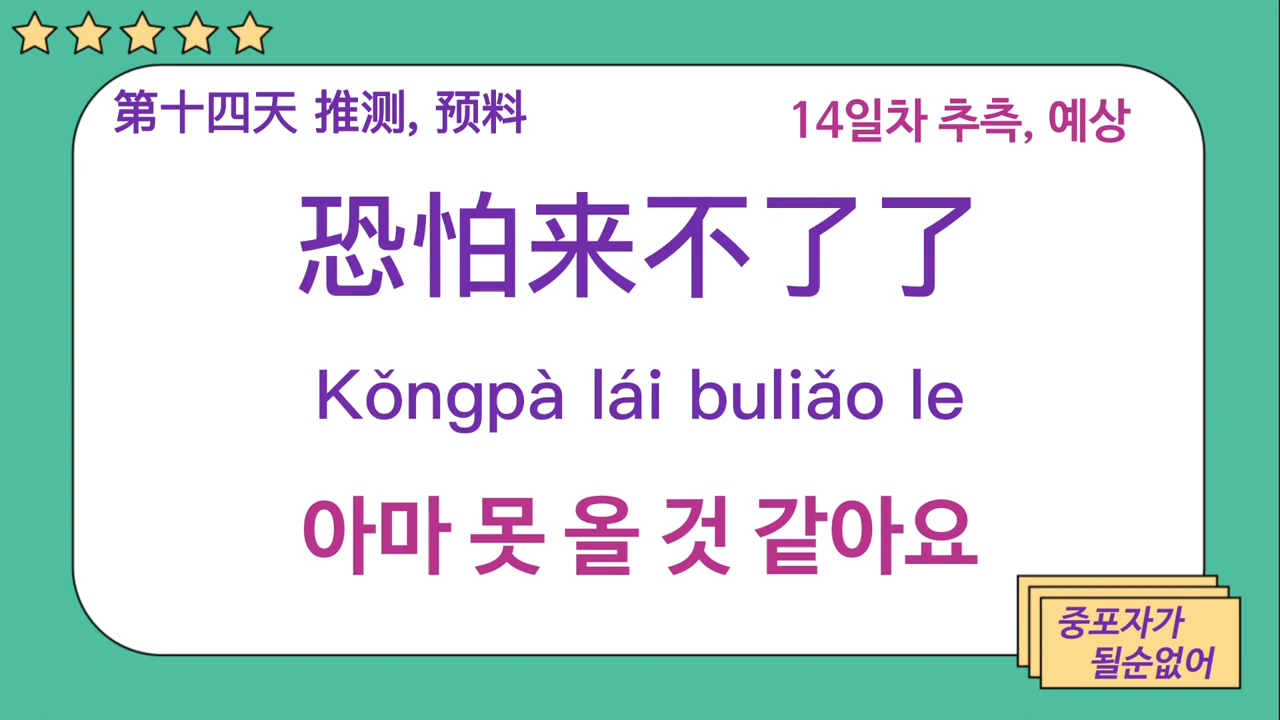 第十四天 推测, 预料
14일차 추측, 예상
恐怕来不了了
Kǒngpà lái buliǎo le
아마 못 올 것 같아요
중포자가
될순없어